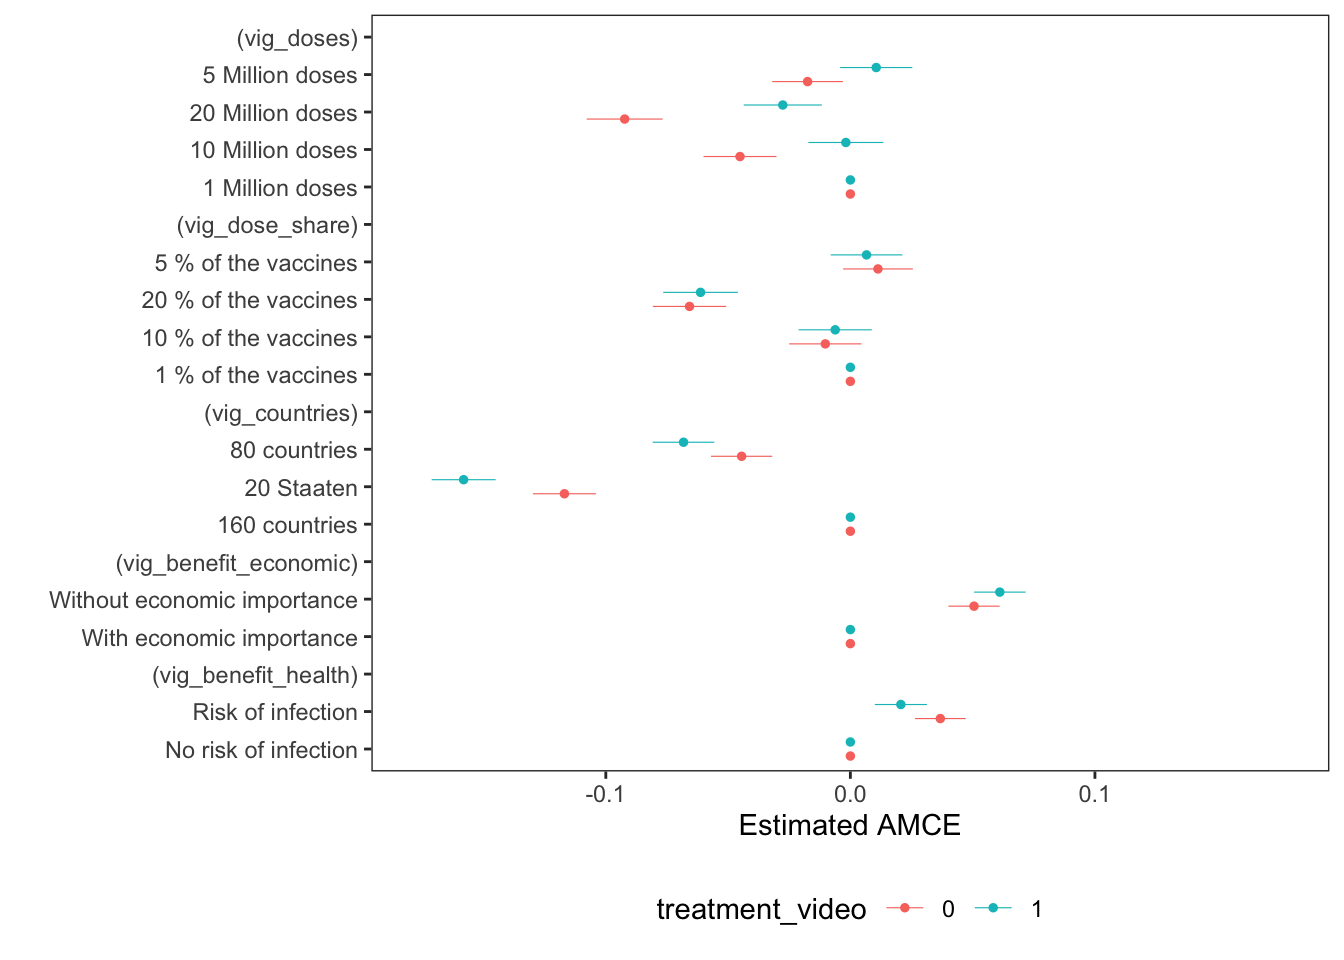 (vig_doses)
5 Million doses
20 Million doses
10 Million doses
1 Million doses
(vig_dose_share)
5 % of the vaccines
20 % of the vaccines
10 % of the vaccines
1 % of the vaccines
(vig_countries)
80 countries
20 Staaten
160 countries
(vig_benefit_economic)
Without economic importance
With economic importance
(vig_benefit_health)
Risk of infection
No risk of infection
-0.1 0.0 0.1
Estimated AMCE
treatment_video 0 1